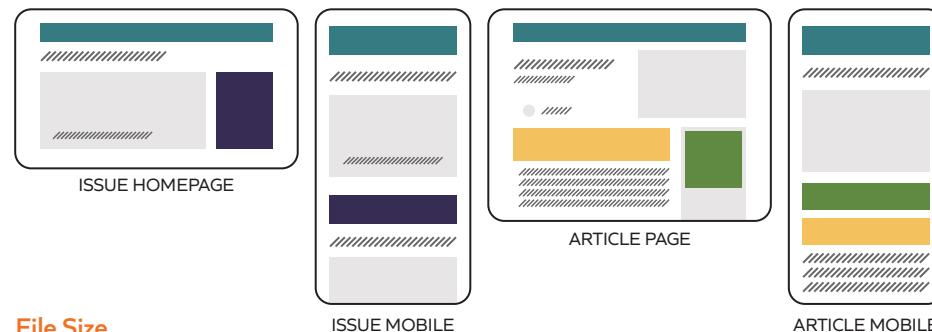 ISSUE HOMEPAGE
ARTICLE PAGE
File Size
ISSUE MOBILE
ARTICLE MOBILE